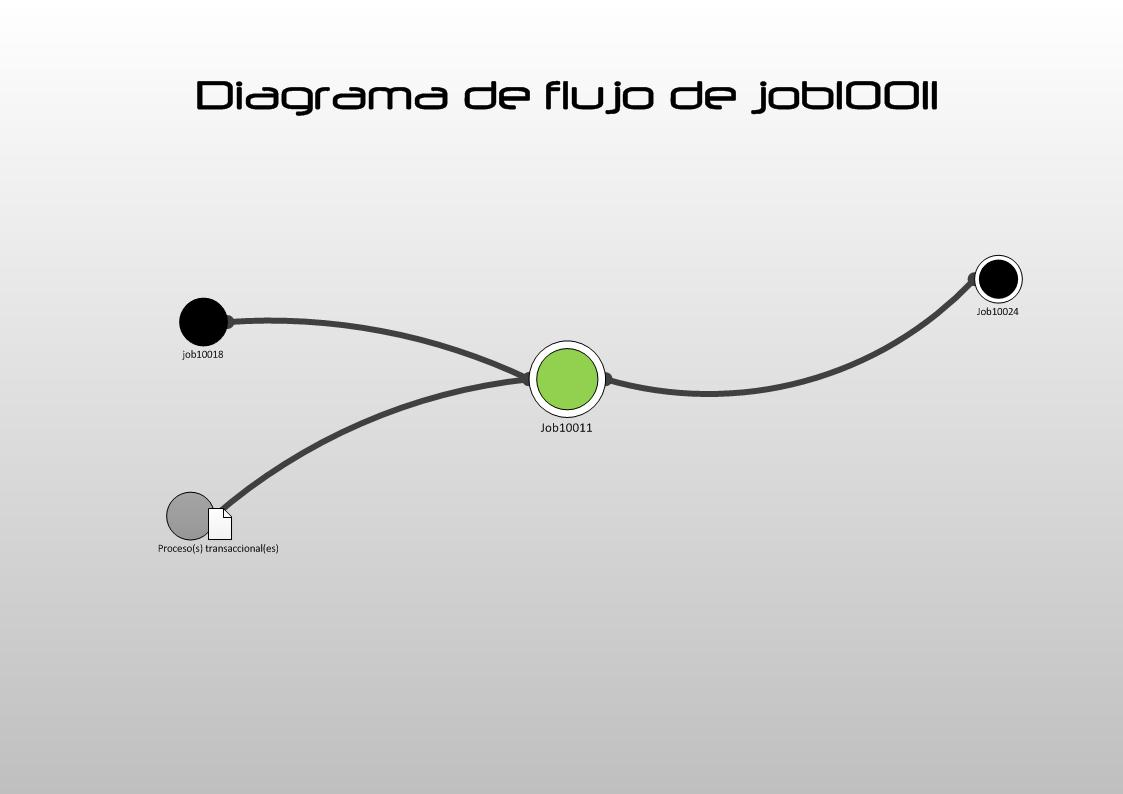 Diagrama de flujo de job10011
Job10024
job10018
Job10011
Proceso(s) transaccional(es)